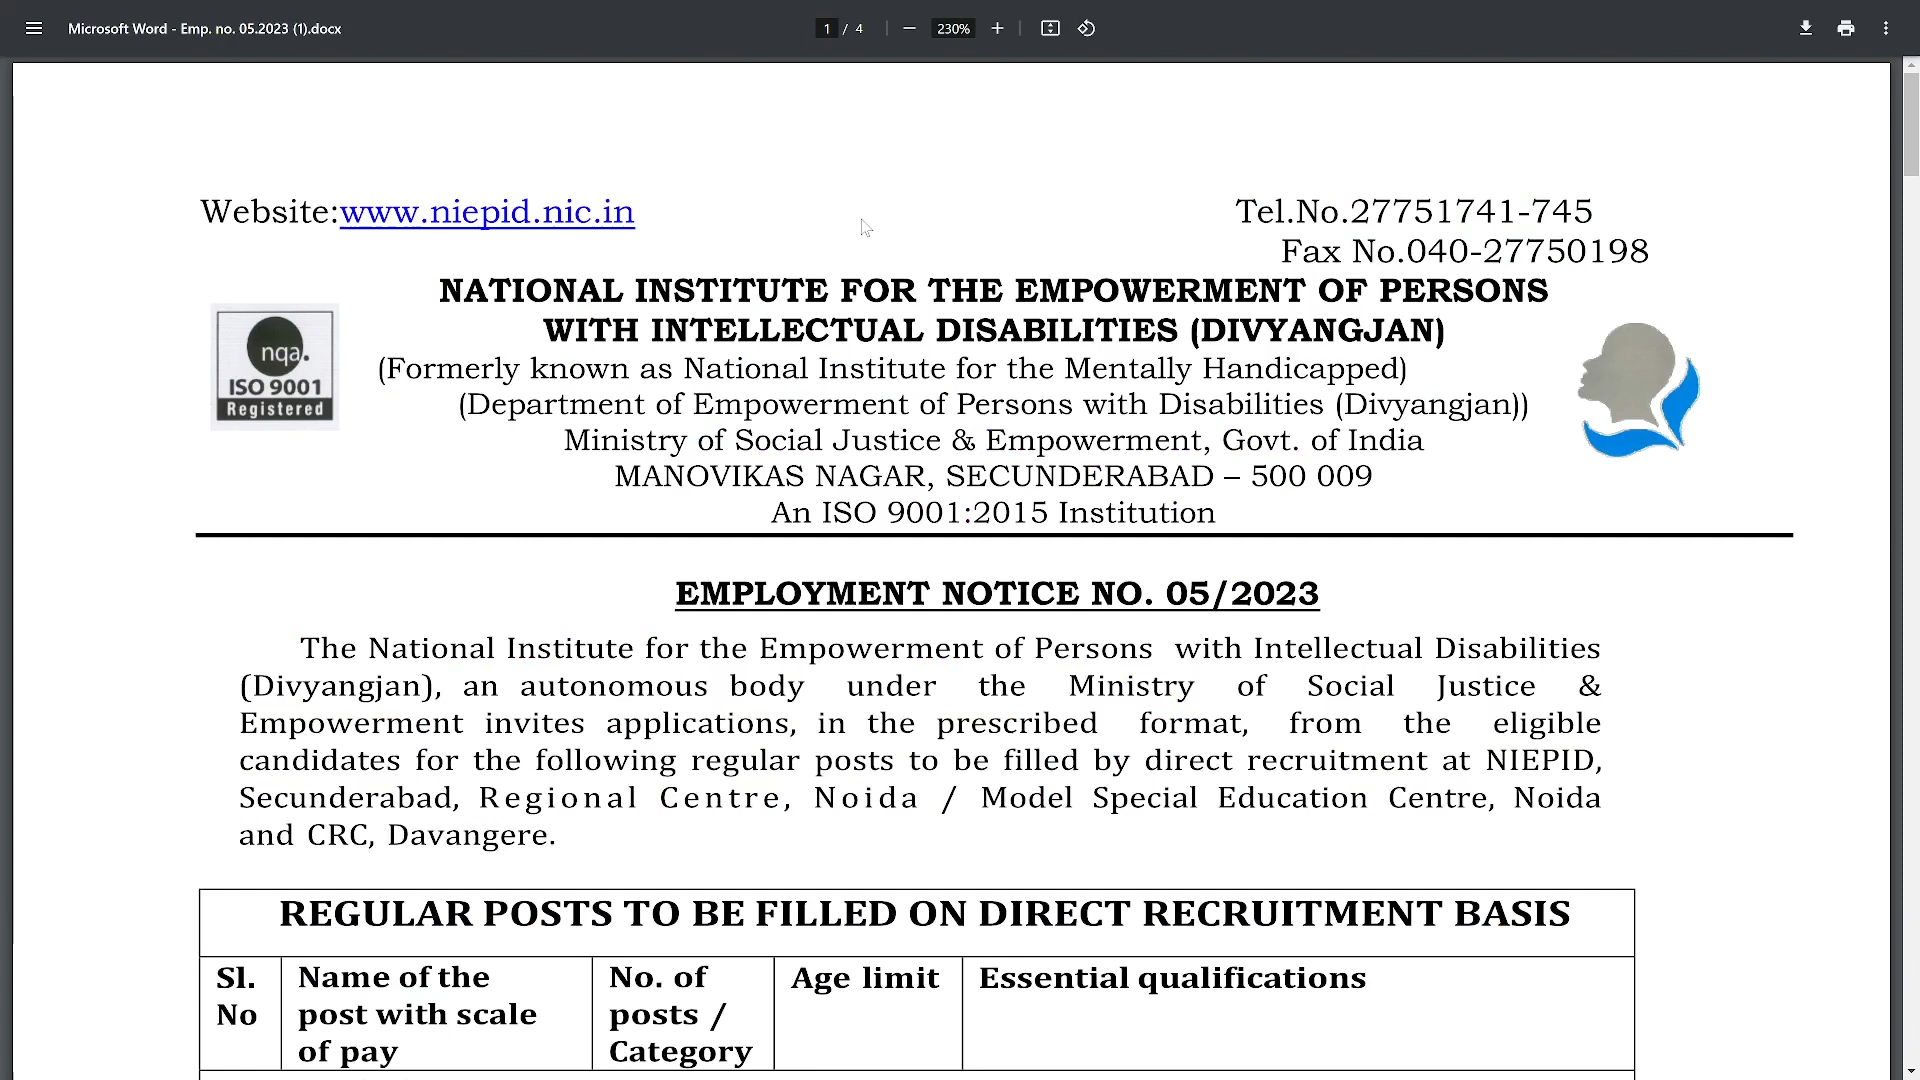 Microsoft Word - Emp. no. 05.2023 (1).docx
1 / 4
230%
Website:www.niepid.nic.in
Tel.No.27751741-745
Fax No.040-27750198
NATIONAL INSTITUTE FOR THE EMPOWERMENT OF PERSONS
WITH INTELLECTUAL DISABILITIES (DIVYANGJAN)
(Formerly known as National Institute for the Mentally Handicapped)
(Department of Empowerment of Persons with Disabilities (Divyangjan))
Ministry of Social Justice & Empowerment, Govt. of India
MANOVIKAS NAGAR, SECUNDERABAD – 500 009
An ISO 9001:2015 Institution
nqa.
ISO 9001
Registered
EMPLOYMENT NOTICE NO. 05/2023
The National Institute for the Empowerment of Persons with Intellectual Disabilities
(Divyangjan), an autonomous body under the Ministry of Social Justice &
Empowerment invites applications, in the prescribed format, from the eligible
candidates for the following regular posts to be filled by direct recruitment at NIEPID,
Secunderabad, Regional Centre, Noida / Model Special Education Centre, Noida
and CRC, Davangere.
REGULAR POSTS TO BE FILLED ON DIRECT RECRUITMENT BASIS
Sl.
No
Name of the
post with scale
of pay
No. of
posts /
Category
Age limit
Essential qualifications